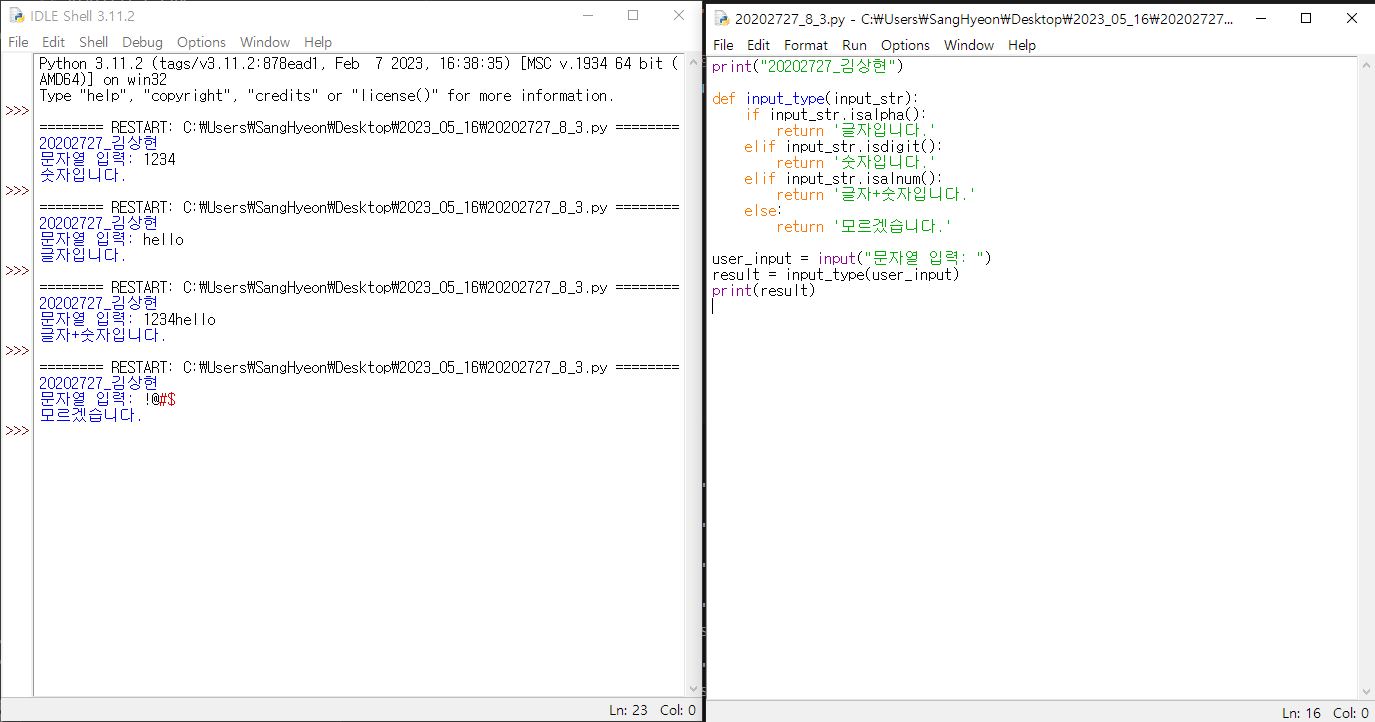 IDLE Shell 3.11.2
File Edit Shell Debug Options Window Help
Python 3.11.2 (tags/v3.11.2:878ead1, Feb  7 2023, 16:38:35) [MSC v.1934 64 bit (
AMD64)] on win32
Type "help", "copyright", "credits" or "license()" for more information.
>>>
======== RESTART: C:₩Users₩SangHyeon₩Desktop₩2023_05_16₩20202727_8_3.py ========
20202727_김상현
문자열 입력: 1234
숫자입니다.
>>>
======== RESTART: C:₩Users₩SangHyeon₩Desktop₩2023_05_16₩20202727_8_3.py ========
20202727_김상현
문자열 입력: hello
글자입니다.
>>>
======== RESTART: C:₩Users₩SangHyeon₩Desktop₩2023_05_16₩20202727_8_3.py ========
20202727_김상현
문자열 입력: 1234hello
글자+숫자입니다.
>>>
======== RESTART: C:₩Users₩SangHyeon₩Desktop₩2023_05_16₩20202727_8_3.py ========
20202727_김상현
문자열 입력: !@#$
모르겠습니다.
>>>
Ln: 23 Col: 0
20202727_8_3.py - C:₩Users₩SangHyeon₩Desktop₩2023_05_16₩20202727...
File Edit Format Run Options Window Help
print("20202727_김상현")
def input_type(input_str):
    if input_str.isalpha():
        return '글자입니다.'
    elif input_str.isdigit():
        return '숫자입니다.'
    elif input_str.isalnum():
        return '글자+숫자입니다.'
    else:
        return '모르겠습니다.'
user_input = input("문자열 입력: ")
result = input_type(user_input)
print(result)
Ln: 16 Col: 0